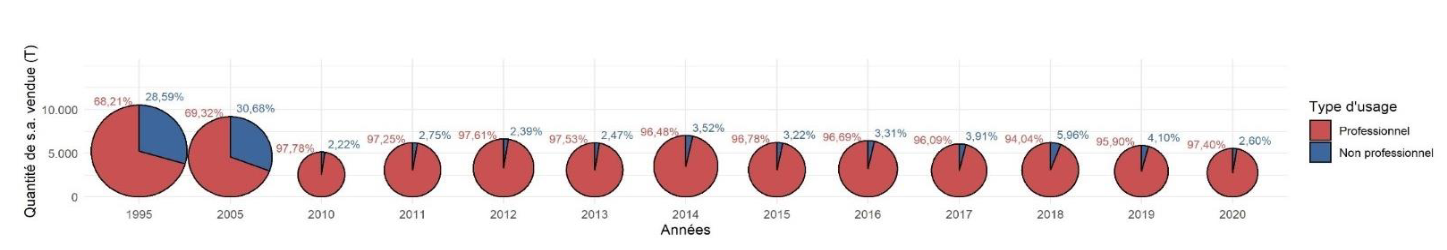 Quantité de s.a. vendue (T)
10.000
5.000
0
68,21% 28,59%
69,32% 30,68%
97,78% 2,22%
97,25% 2,75%
97,61% 2,39%
97,53% 2,47%
96,48% 3,52%
96,78% 3,22%
96,69% 3,31%
96,09% 3,91%
94,04% 5,96%
95,90% 4,10%
97,40% 2,60%
1995 2005 2010 2011 2012 2013 2014 2015 2016 2017 2018 2019 2020
Années
Type d'usage
Professionnel
Non professionnel